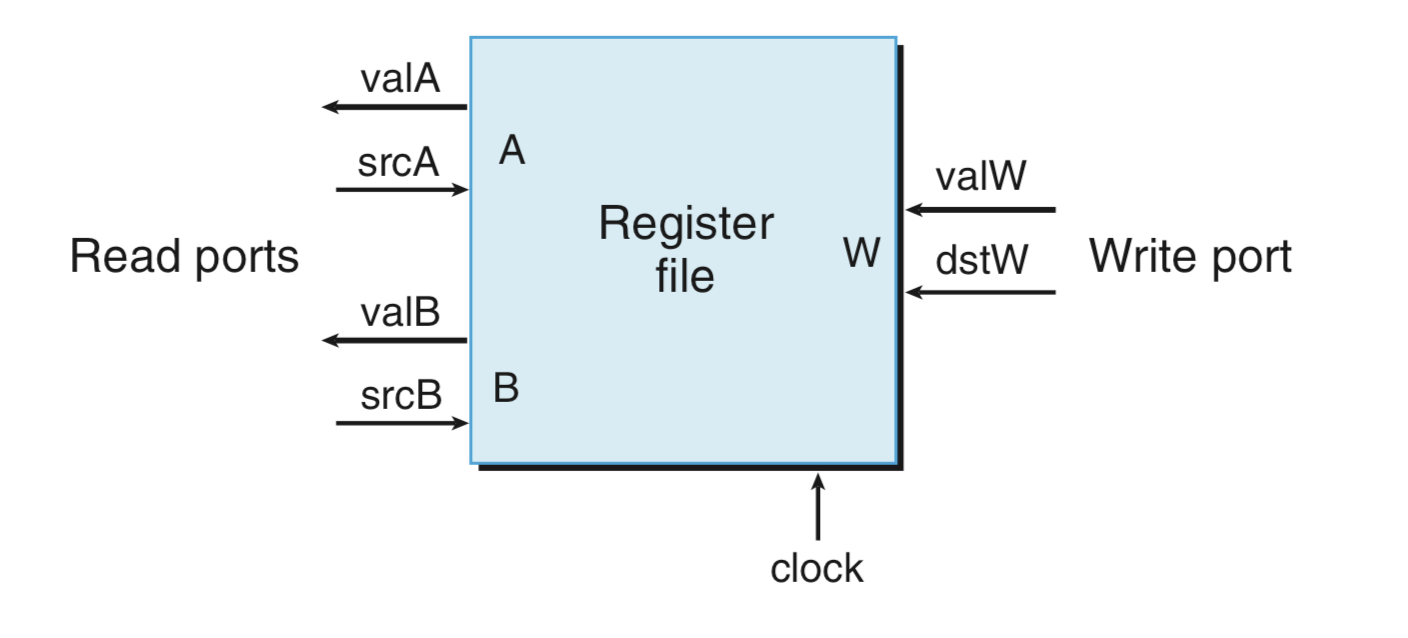 valA
srcA
A
Read ports
valB
srcB
B
Register
file
W
valW
dstW
Write port
clock